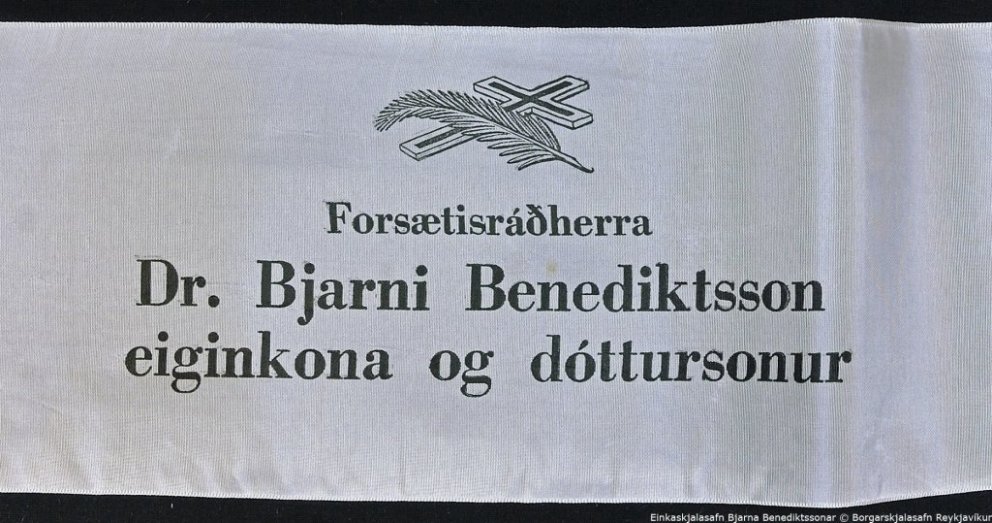 Forsætisráðherra
Dr. Bjarni Benediktsson
eiginkona og dóttursonur
Einkaskjalasafn Bjarna Benediktssonar © Borgarskjalasafn Reykjavíkur